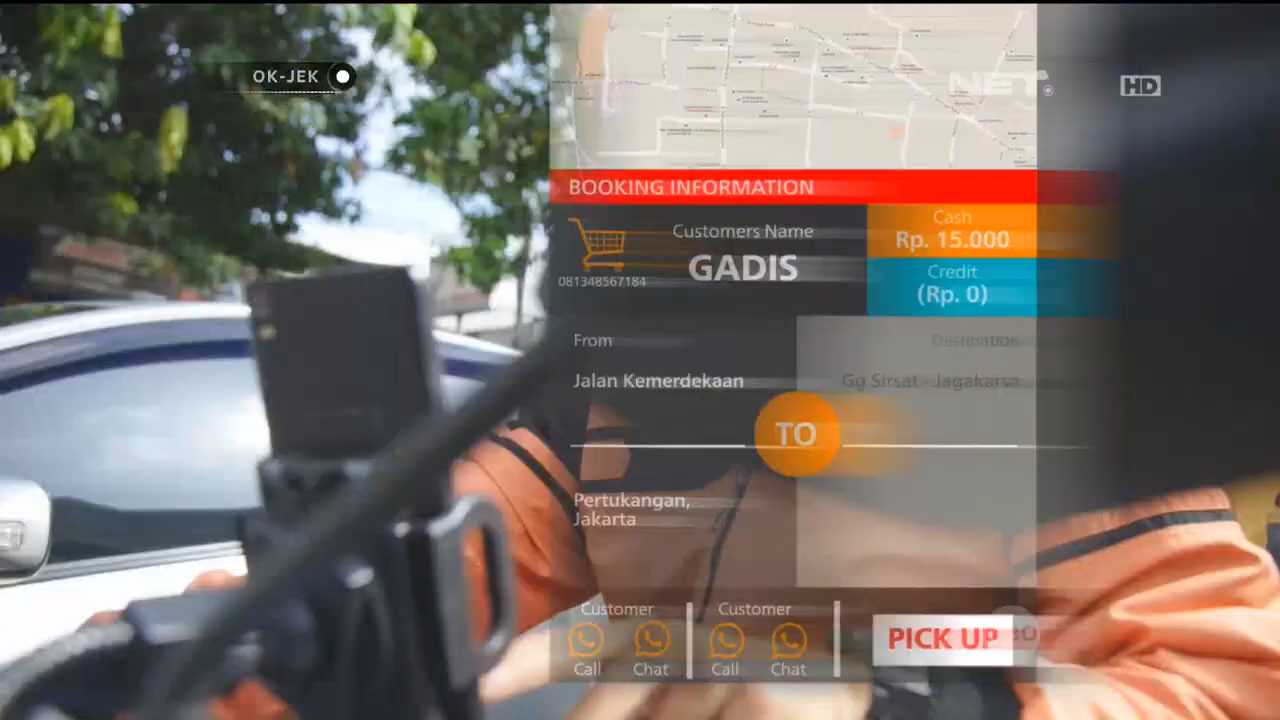 OK-JEK
NET.
HD
BOOKING INFORMATION
Customers Name
GADIS
081348567184
Cash
Rp. 15.000
Credit
(Rp. 0)
From
Destination
Jalan Kemerdekaan
Gg Sirsat - Jagakarsa
TO
Pertukangan,
Jakarta
Customer
Customer
Call
Chat
Call
Chat
PICK UP